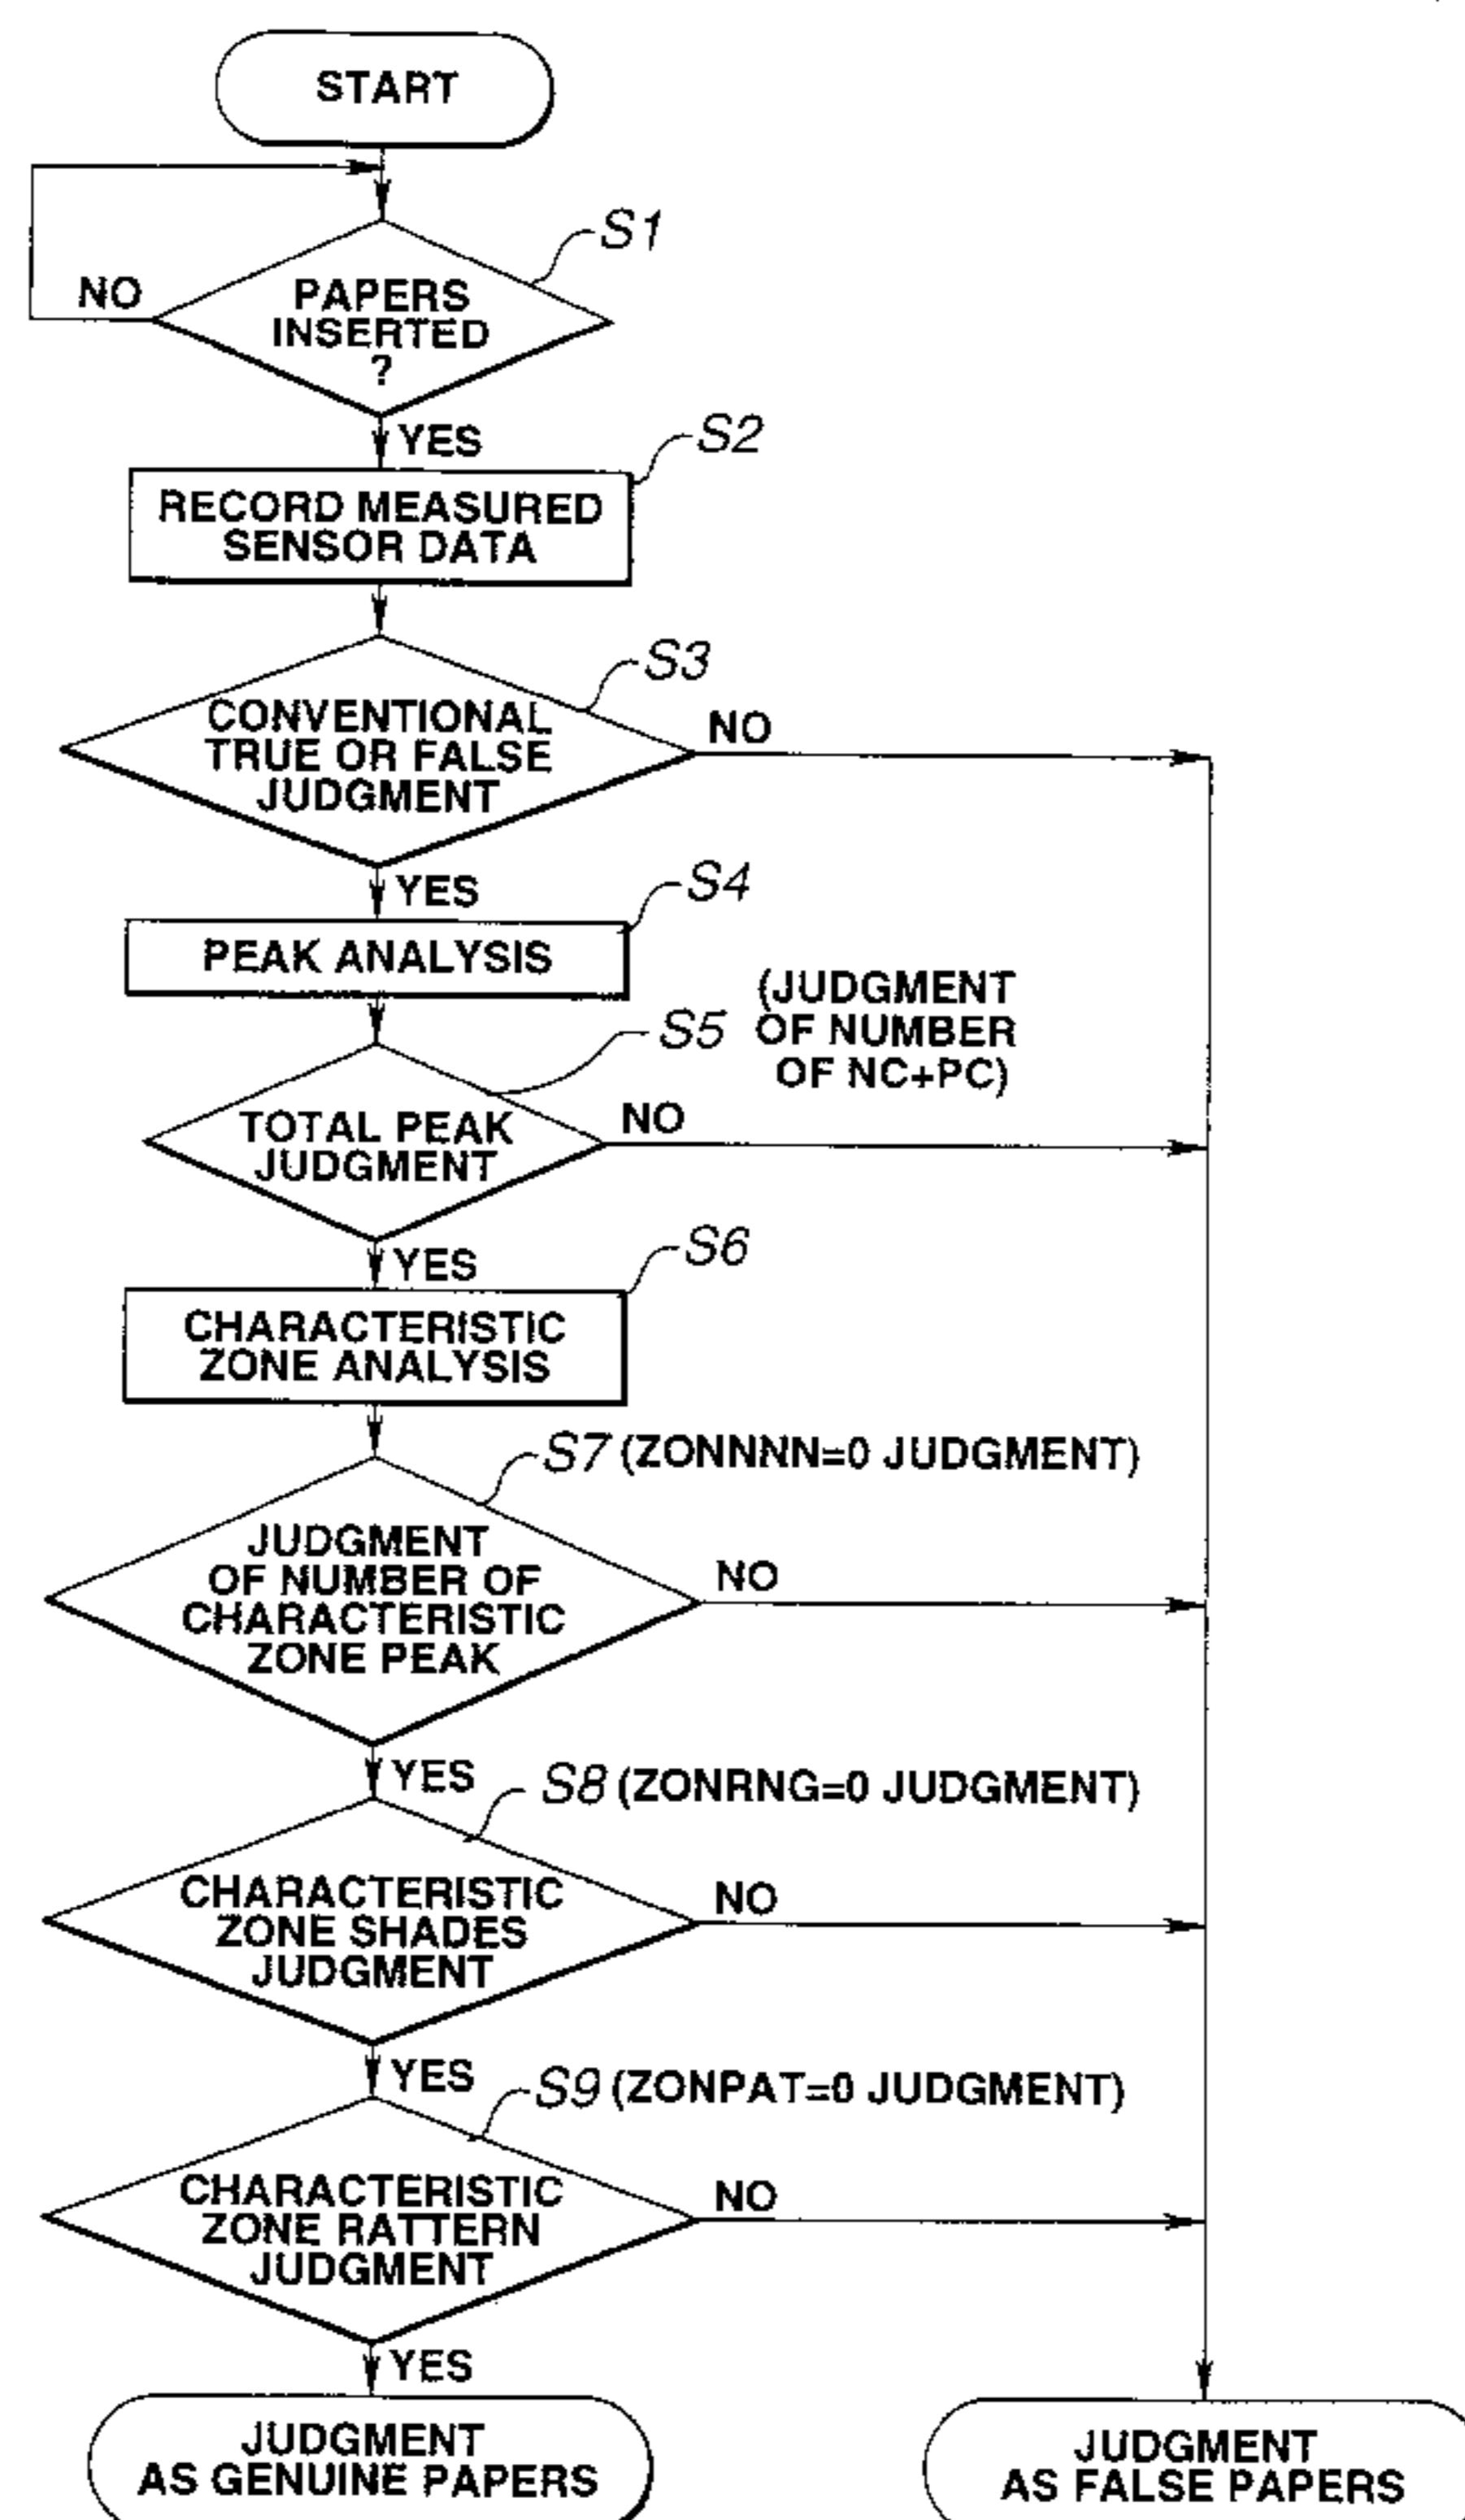 START
S1
NO
PAPERS
INSERTED
?
YES
S2
RECORD MEASURED
SENSOR DATA
S3
CONVENTIONAL
TRUE OR FALSE
JUDGMENT
NO
YES
S4
PEAK ANALYSIS
S5
(JUDGMENT
OF NUMBER
OF NC+PC)
TOTAL PEAK
JUDGMENT
NO
YES
S6
CHARACTERISTIC
ZONE ANALYSIS
S7 (ZONNNN=0 JUDGMENT)
JUDGMENT
OF NUMBER OF
CHARACTERISTIC
ZONE PEAK
NO
YES
S8 (ZONRNG=0 JUDGMENT)
CHARACTERISTIC
ZONE SHADES
JUDGMENT
NO
YES
S9 (ZONPAT=0 JUDGMENT)
CHARACTERISTIC
ZONE RATTERN
JUDGMENT
NO
YES
JUDGMENT
AS GENUINE PAPERS
JUDGMENT
AS FALSE PAPERS